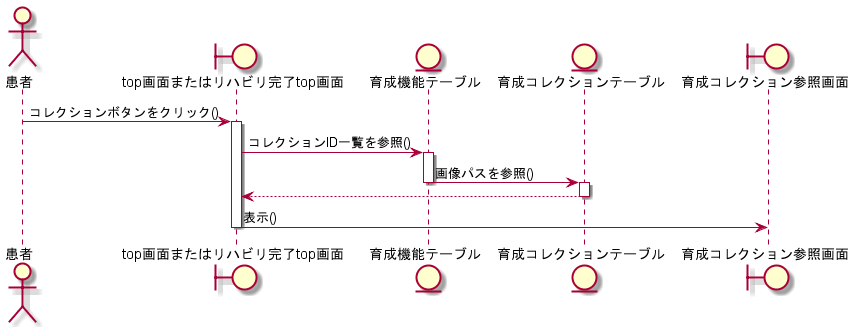 患者
top画面またはリハビリ完了top画面
育成機能テーブル
育成コレクションテーブル
育成コレクション参照画面
コレクションボタンをクリック()
コレクションID一覧を参照()
画像パスを参照()
表示()
患者
top画面またはリハビリ完了top画面
育成機能テーブル
育成コレクションテーブル
育成コレクション参照画面